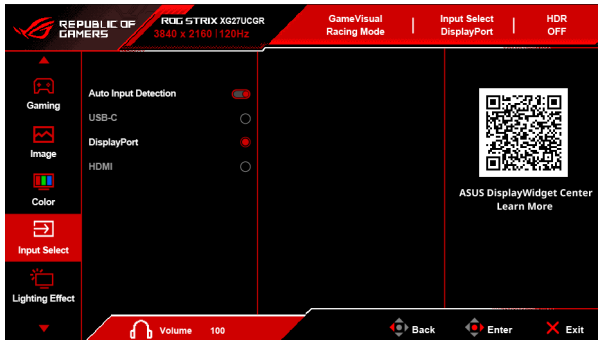 REPUBLIC OF
GAMERS
ROG STRIX XG27UCGR
3840 x 2160 | 120Hz
GameVisual
Racing Mode
Input Select
DisplayPort
HDR
OFF
Gaming
Image
Color
Input Select
Lighting Effect
Auto Input Detection
USB-C
DisplayPort
HDMI
ASUS DisplayWidget Center
Learn More
Volume 100
Back
Enter
Exit